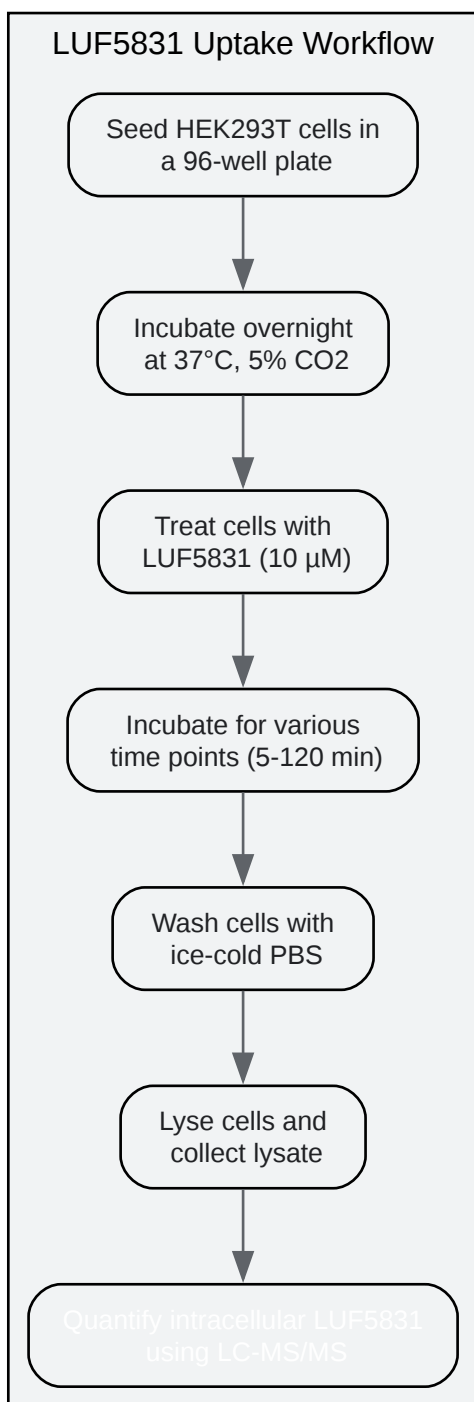 LUF5831 Uptake Workflow
Seed HEK293T cells in
a 96-well plate
Incubate overnight
at 37°C, 5% CO2
Treat cells with
LUF5831 (10 µM)
Incubate for various
time points (5-120 min)
Wash cells with
ice-cold PBS
Lyse cells and
collect lysate
Quantify intracellular LUF5831
using LC-MS/MS